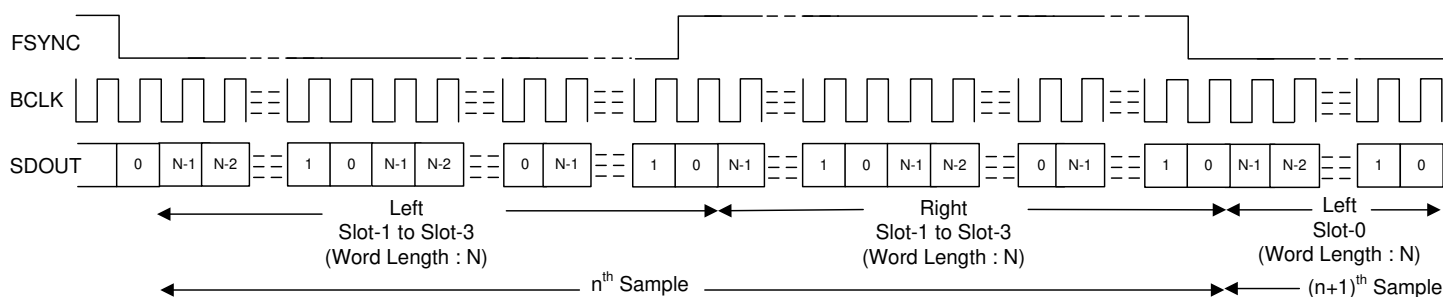 FSYNC
BCLK
SDOUT
0 N-1 N-2 1 0 N-1 N-2 0 N-1 1 0 N-1 1 0 N-1 N-2 0 N-1 1 0 N-1 N-2 1 0
Left
Slot-1 to Slot-3
(Word Length : N)
Right
Slot-1 to Slot-3
(Word Length : N)
Left
Slot-0
(Word Length : N)
nth Sample
(n+1)th Sample